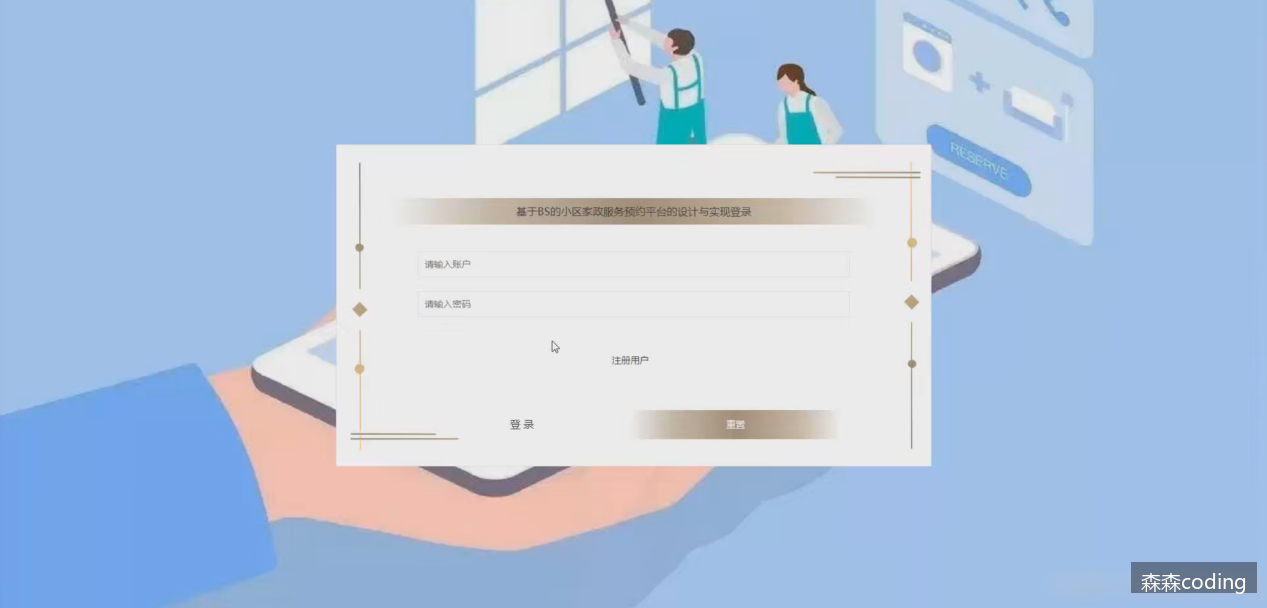 RESERVE
基于BS的小区家政服务预约平台的设计与实现登录
请输入账户
请输入密码
注册用户
登 录
重置
森森coding